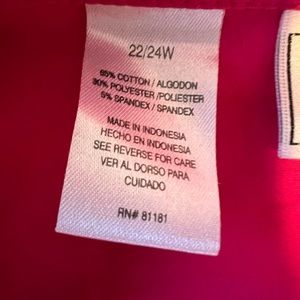 22/24W
65% COTTON / ALGODON
30% POLYESTER /POLIESTER
5% SPANDEX / SPANDEX
MADE IN INDONESIA
HECHO EN INDONESIA
SEE REVERSE FOR CARE
VER AL DORSO PARA
CUIDADO
RN# 81181